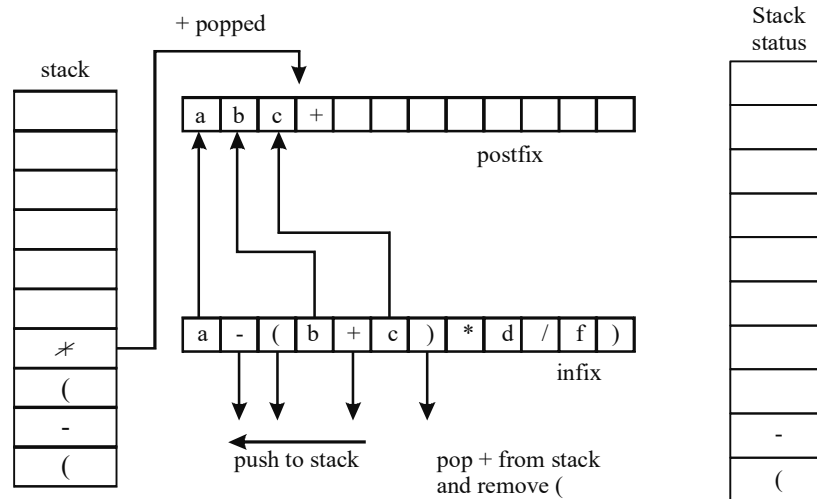 + popped
stack
Stack
status
a b c +
postfix
+
a - ( b + c ) * d / f )
infix
(
-
(
push to stack
pop + from stack
and remove (
-
(